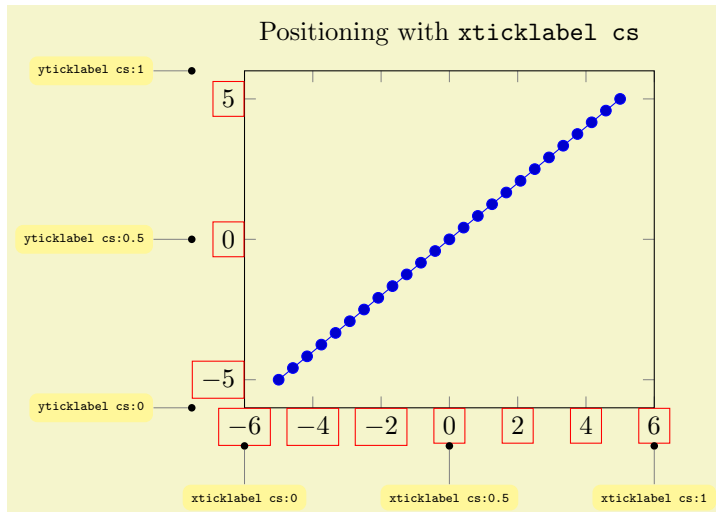 Positioning with xticklabel cs
yticklabel cs:1
5
yticklabel cs:0.5
0
−5
yticklabel cs:0
−6 −4 −2 0 2 4 6
xticklabel cs:0 xticklabel cs:0.5 xticklabel cs:1